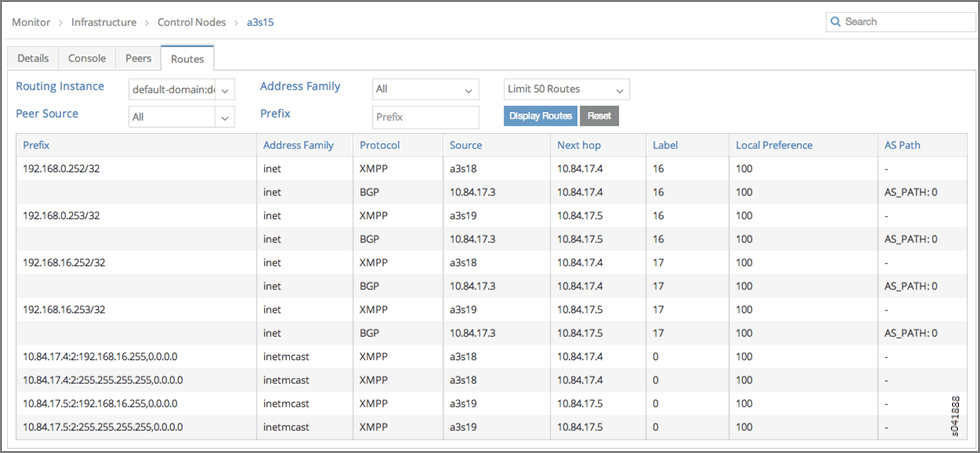 Monitor > Infrastructure > Control Nodes > a3s15 Search
Details Console Peers Routes
Routing Instance default-domain:de Address Family All Limit 50 Routes
Peer Source All Prefix Prefix Display Routes Reset
Prefix Address Family Protocol Source Next hop Label Local Preference AS Path
192.168.0.252/32 inet XMPP a3s18 10.84.17.4 16 100 -
inet BGP 10.84.17.3 10.84.17.4 16 100 AS_PATH: 0
192.168.0.253/32 inet XMPP a3s19 10.84.17.5 16 100 -
inet BGP 10.84.17.3 10.84.17.5 16 100 AS_PATH: 0
192.168.16.252/32 inet XMPP a3s18 10.84.17.4 17 100 -
inet BGP 10.84.17.3 10.84.17.4 17 100 AS_PATH: 0
192.168.16.253/32 inet XMPP a3s19 10.84.17.5 17 100 -
inet BGP 10.84.17.3 10.84.17.5 17 100 AS_PATH: 0
10.84.17.4:2:192.168.16.255,0.0.0.0 inetmcast XMPP a3s18 10.84.17.4 0 100 -
10.84.17.4:2:255.255.255.255,0.0.0.0 inetmcast XMPP a3s18 10.84.17.4 0 100 -
10.84.17.5:2:192.168.16.255,0.0.0.0 inetmcast XMPP a3s19 10.84.17.5 0 100 -
10.84.17.5:2:255.255.255.255,0.0.0.0 inetmcast XMPP a3s19 10.84.17.5 0 100 -
s041888